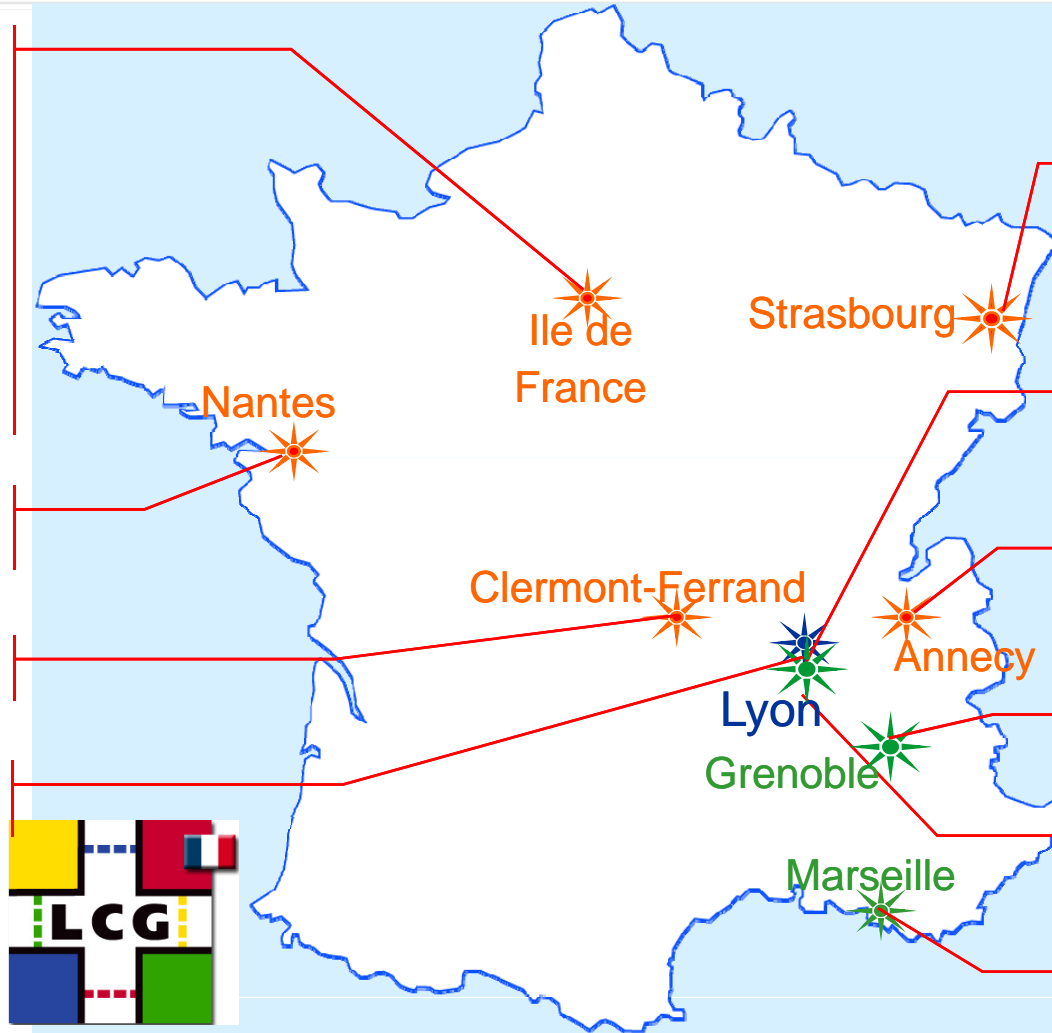 Ile de
France
Strasbourg
Nantes
Clermont-Ferrand
Annecy
Lyon
Grenoble
Marseille
LCG